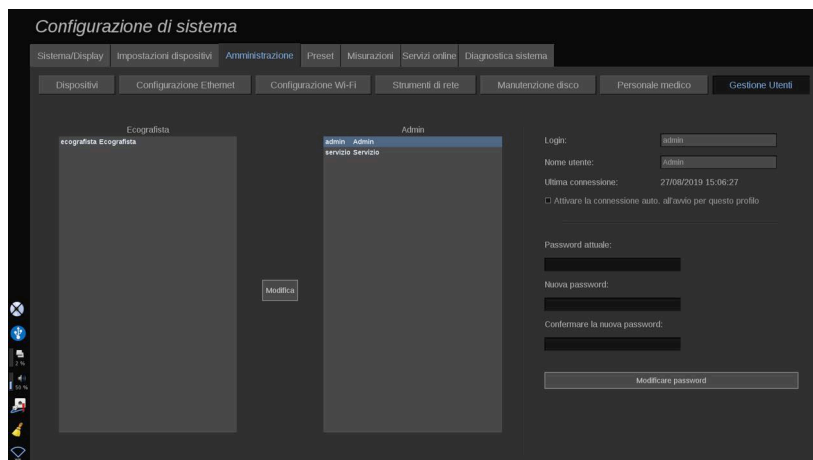 Configurazione di sistema
Sistema/Display Impostazioni dispositivi Amministrazione Preset Misurazioni Servizi online Diagnostica sistema
Dispositivi Configurazione Ethernet Configurazione Wi-Fi Strumenti di rete Manutenzione disco Personale medico Gestione Utenti
Ecografista
ecografista Ecografista
Modifica
Admin
admin Admin
servizio Servizio
Login: admin
Nome utente: Admin
Ultima connessione: 27/08/2019 15:06:27
Attivare la connessione auto. all'avvio per questo profilo
Password attuale:
Nuova password:
Confermare la nuova password:
Modificare password
2 %
50 %